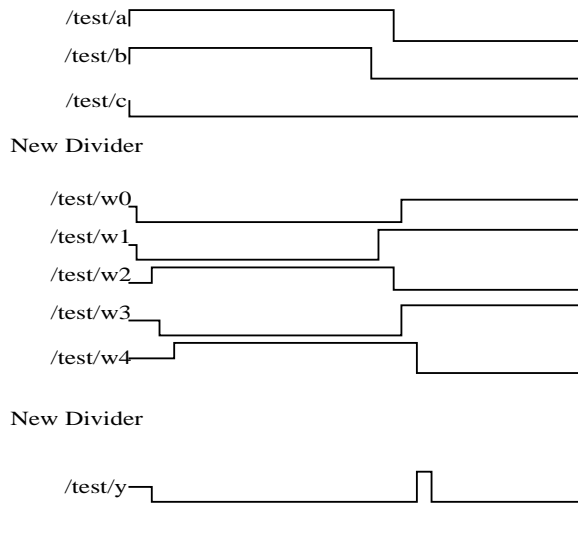 /test/a
/test/b
/test/c
New Divider
/test/w0
/test/w1
/test/w2
/test/w3
/test/w4
New Divider
/test/y